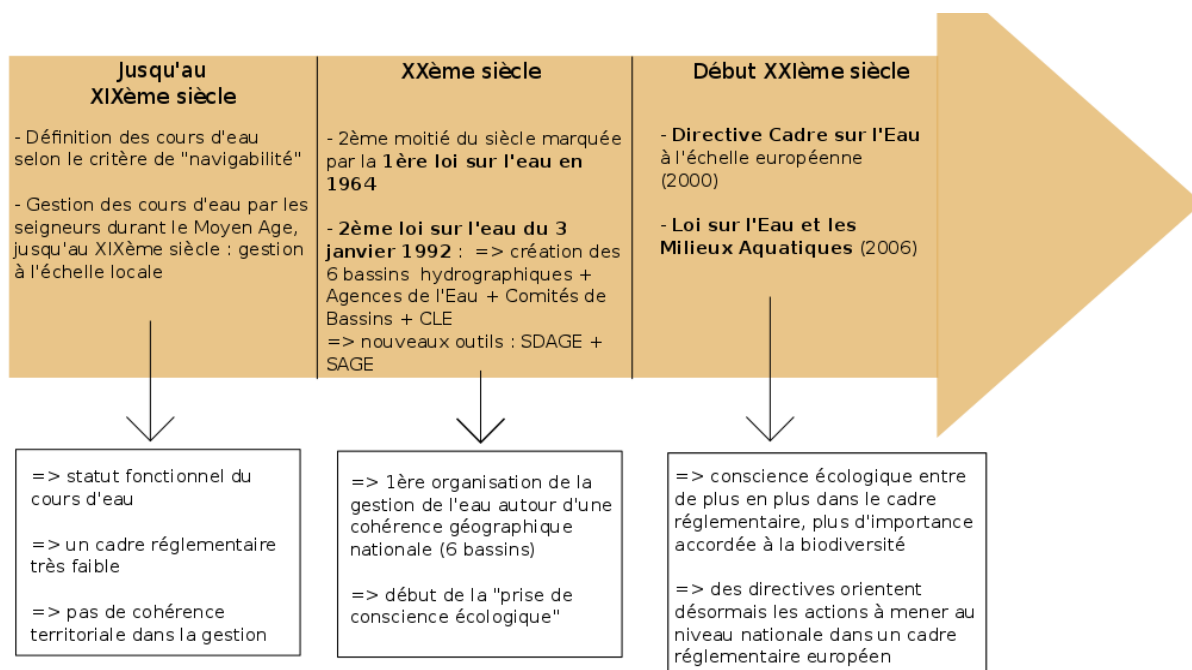 Jusqu'au
XIXème siècle
- Définition des cours d'eau
selon le critère de "navigabilité"
- Gestion des cours d'eau par les
seigneurs durant le Moyen Age,
jusqu'au XIXème siècle : gestion
à l'échelle locale
XXème siècle
- 2ème moitié du siècle marquée
par la 1ère loi sur l'eau en
1964
- 2ème loi sur l'eau du 3
janvier 1992 : => création des
6 bassins hydrographiques +
Agences de l'Eau + Comités de
Bassins + CLE
=> nouveaux outils : SDAGE +
SAGE
Début XXIème siècle
- Directive Cadre sur l'Eau
à l'échelle européenne
(2000)
- Loi sur l'Eau et les
Milieux Aquatiques (2006)
=> statut fonctionnel du
cours d'eau
=> un cadre réglementaire
très faible
=> pas de cohérence
territoriale dans la gestion
=> 1ère organisation de la
gestion de l'eau autour d'une
cohérence géographique
nationale (6 bassins)
=> début de la "prise de
conscience écologique"
=> conscience écologique entre
de plus en plus dans le cadre
réglementaire, plus d'importance
accordée à la biodiversité
=> des directives orientent
désormais les actions à mener au
niveau nationale dans un cadre
réglementaire européen